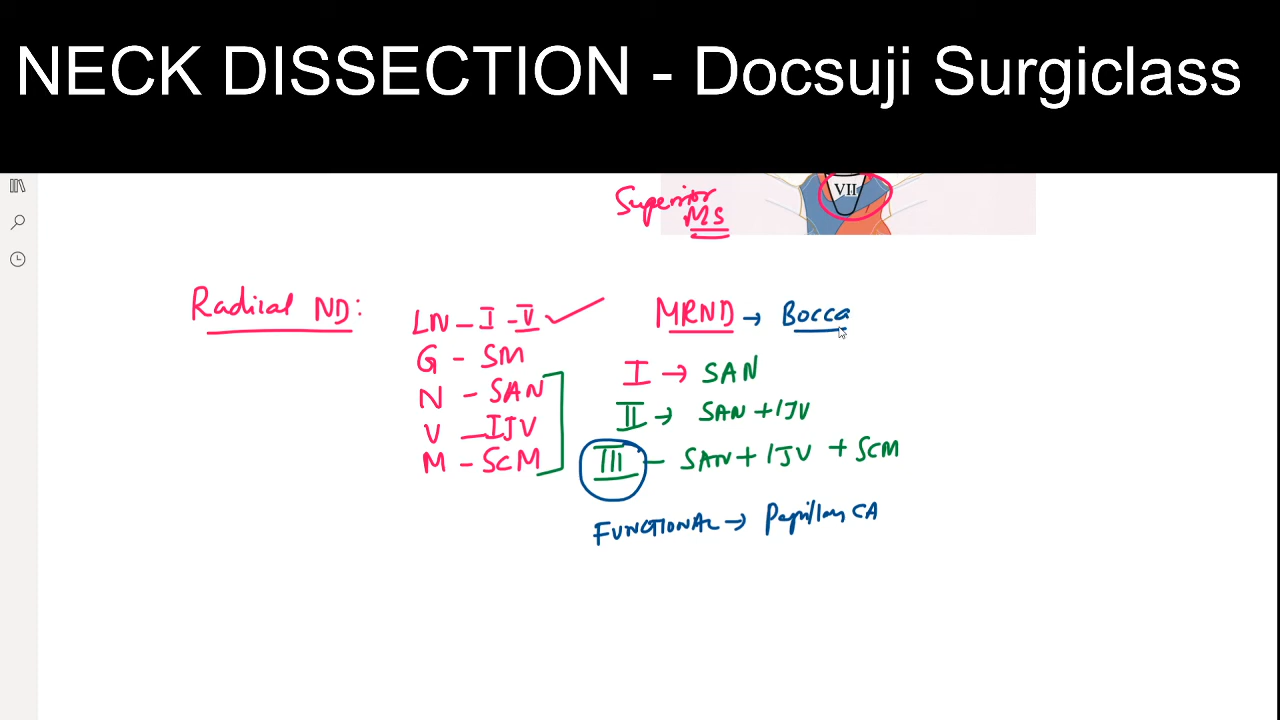 NECK DISSECTION - Docsuji Surgiclass
VII
Superior
MS
Radical ND:
LN - I - V
G - SM
N - SAN
V - IJV
M - SCM
MRND → Bocca
I → SAN
II → SAN + IJV
III - SAN + IJV + SCM
FUNCTIONAL → Papillary CA